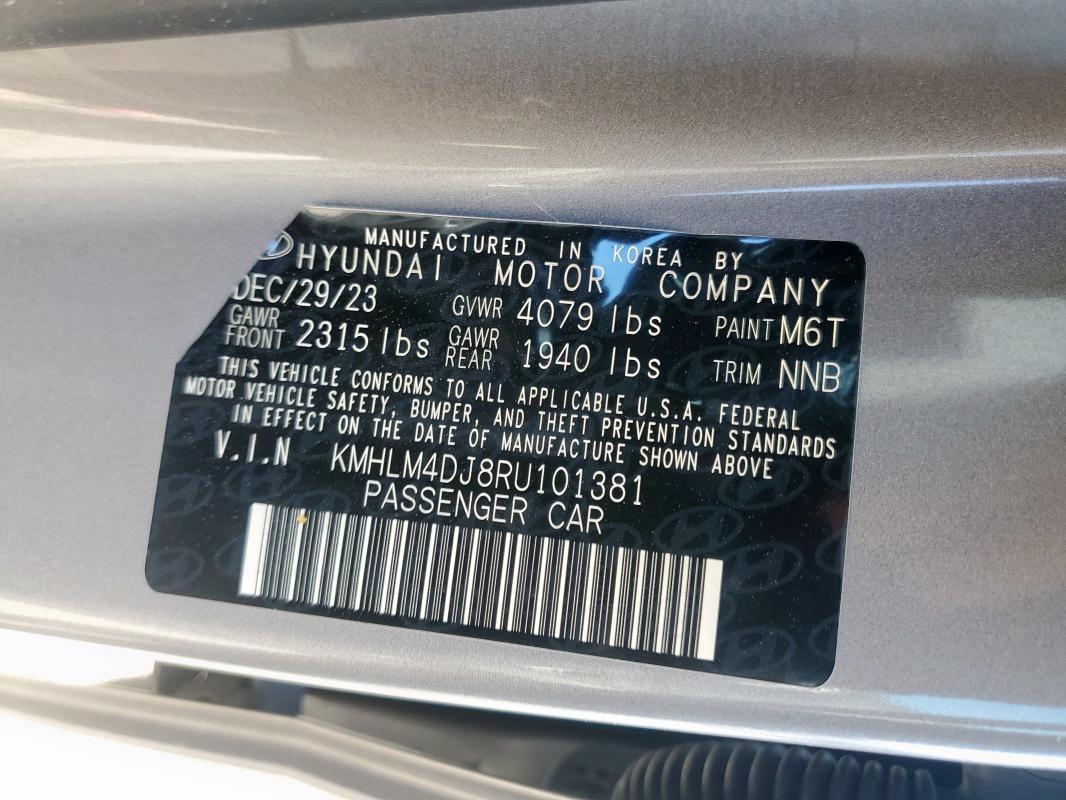 MANUFACTURED IN KOREA BY
HYUNDAI MOTOR COMPANY
DEC/29/23 GVWR 4079 lbs PAINT M6T
GAWR FRONT 2315 lbs GAWR REAR 1940 lbs TRIM NNB
THIS VEHICLE CONFORMS TO ALL APPLICABLE U.S.A. FEDERAL
MOTOR VEHICLE SAFETY, BUMPER, AND THEFT PREVENTION STANDARDS
IN EFFECT ON THE DATE OF MANUFACTURE SHOWN ABOVE
V.I.N KMHLM4DJ8RU101381
PASSENGER CAR